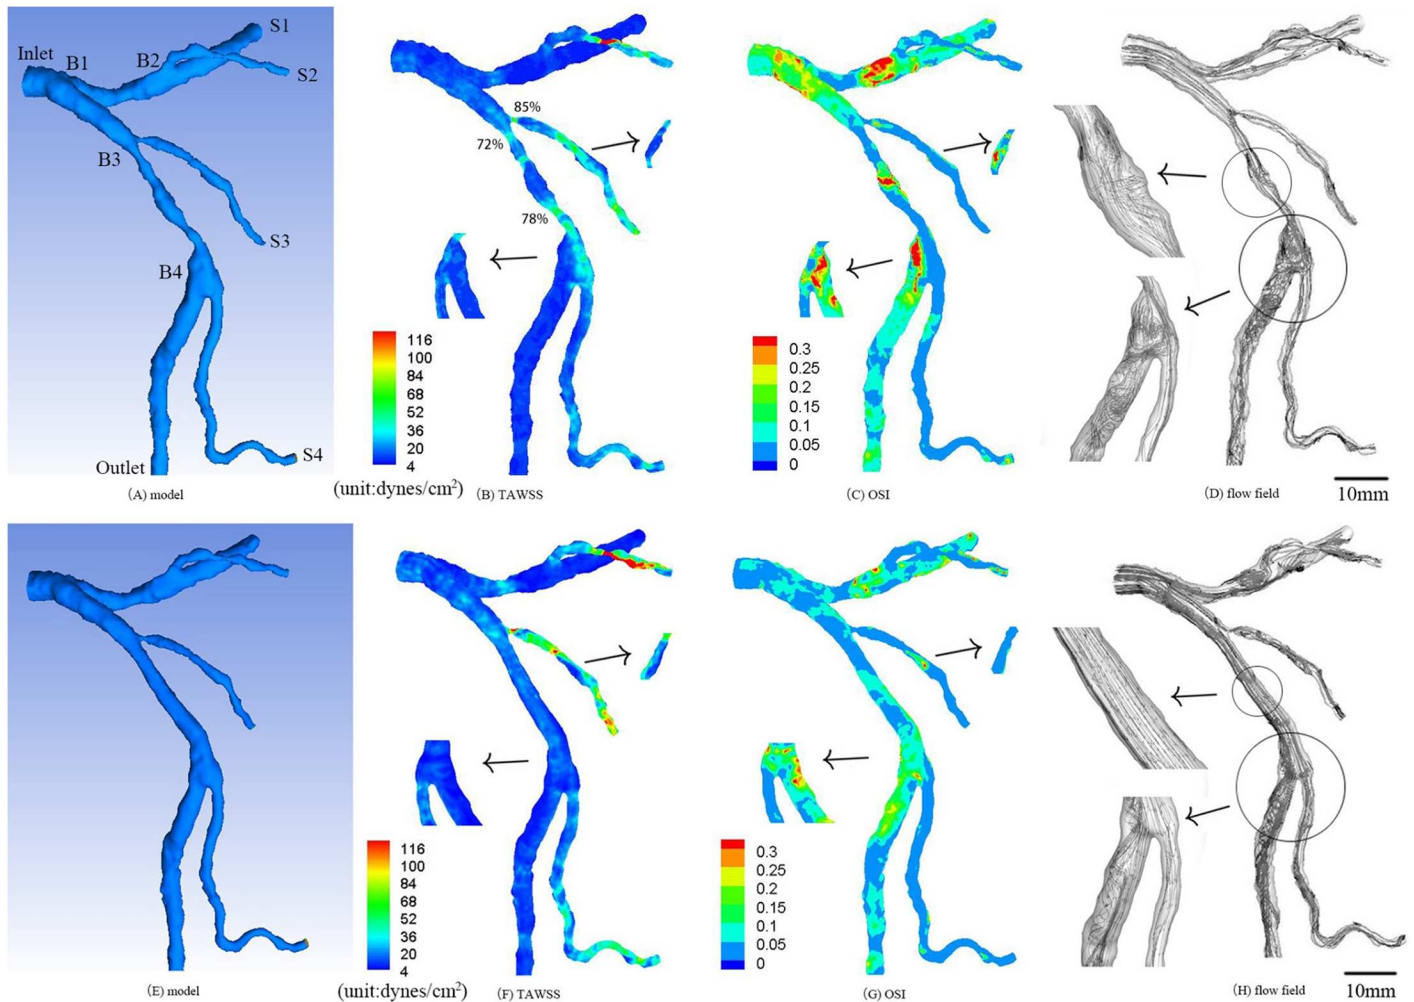 S1
Inlet
B1
B2
S2
B3
S3
B4
Outlet
S4
(A) model
85%
72%
78%
116
100
84
68
52
36
20
4
(unit:dynes/cm²)
(B) TAWSS
0.3
0.25
0.2
0.15
0.1
0.05
0
(C) OSI
(D) flow field
10mm
(E) model
116
100
84
68
52
36
20
4
(unit:dynes/cm²)
(F) TAWSS
0.3
0.25
0.2
0.15
0.1
0.05
0
(G) OSI
(H) flow field
10mm